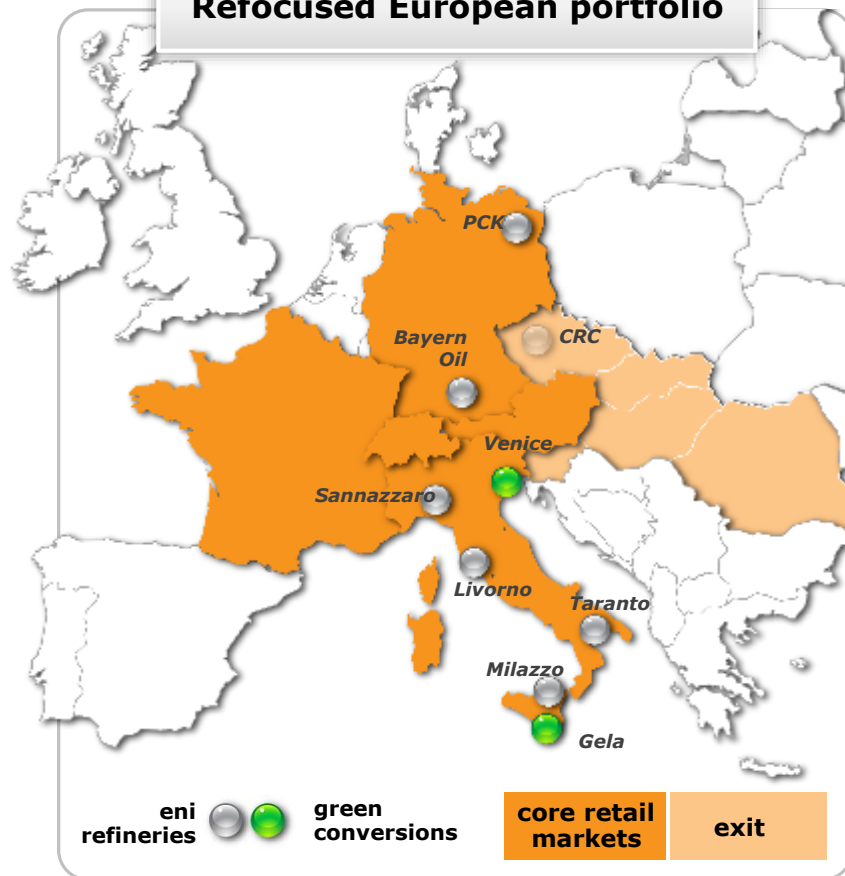 Refocused European portfolio
PCK
Bayern
Oil
CRC
Venice
Sannazzaro
Livorno
Taranto
Milazzo
Gela
eni
refineries
green
conversions
core retail
markets
exit